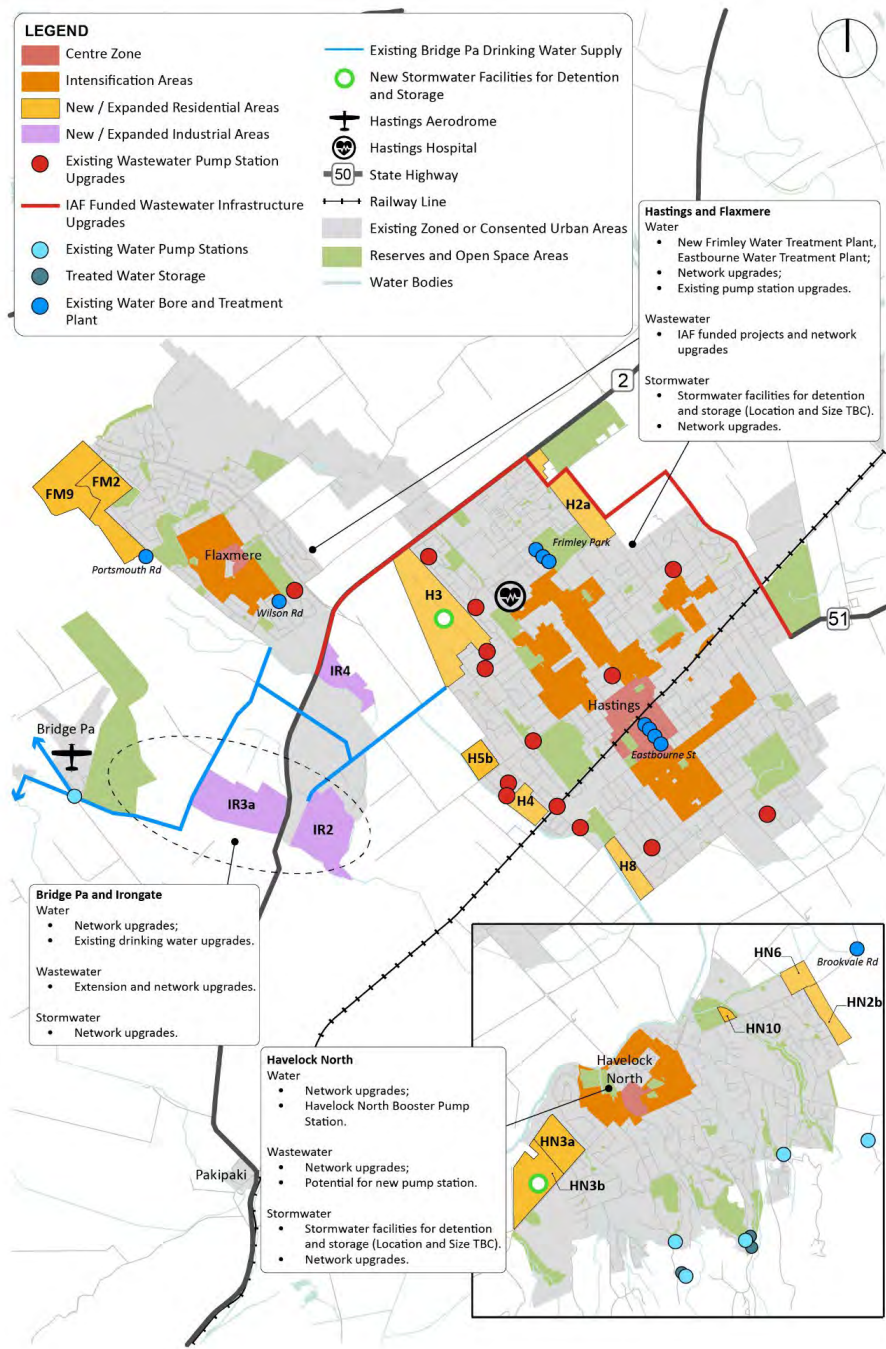 LEGEND
Centre Zone
Intensification Areas
New / Expanded Residential Areas
New / Expanded Industrial Areas
Existing Wastewater Pump Station
Upgrades
IAF Funded Wastewater Infrastructure
Upgrades
Existing Water Pump Stations
Treated Water Storage
Existing Water Bore and Treatment
Plant
Existing Bridge Pa Drinking Water Supply
New Stormwater Facilities for Detention
and Storage
Hastings Aerodrome
Hastings Hospital
50
State Highway
Railway Line
Existing Zoned or Consented Urban Areas
Reserves and Open Space Areas
Water Bodies
Hastings and Flaxmere
Water
• New Frimley Water Treatment Plant,
Eastbourne Water Treatment Plant;
• Network upgrades;
• Existing pump station upgrades.
Wastewater
• IAF funded projects and network
upgrades
Stormwater
• Stormwater facilities for detention
and storage (Location and Size TBC).
• Network upgrades.
2
FM2
FM9
H2a
Flaxmere
Frimley Park
Portsmouth Rd
Wilson Rd
H3
51
IR4
Hastings
Bridge Pa
Eastbourne St
H5b
IR3a
H4
IR2
H8
Bridge Pa and Irongate
Water
• Network upgrades;
• Existing drinking water upgrades.
Wastewater
• Extension and network upgrades.
Stormwater
• Network upgrades.
HN6
Brookvale Rd
HN2b
HN10
Havelock
North
HN3a
HN3b
Havelock North
Water
• Network upgrades;
• Havelock North Booster Pump
Station.
Wastewater
• Network upgrades;
• Potential for new pump station.
Stormwater
• Stormwater facilities for detention
and storage (Location and Size TBC).
• Network upgrades.
Pakipaki